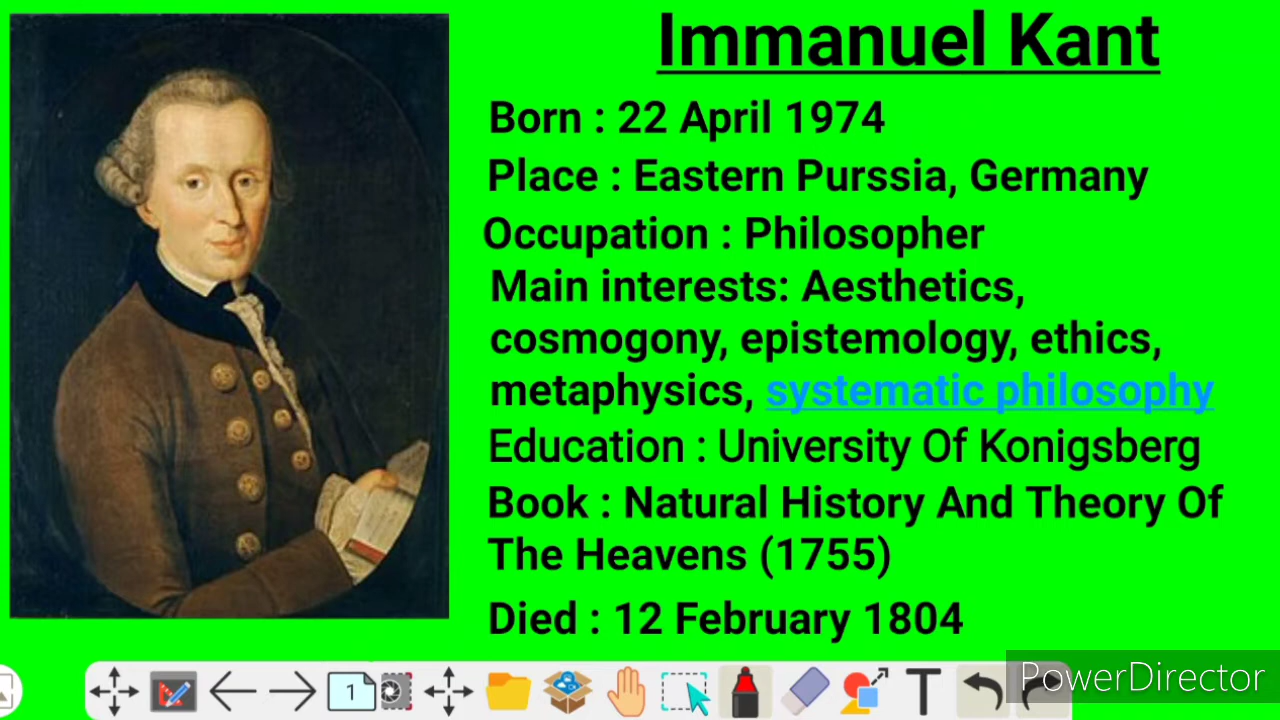 Immanuel Kant
Born : 22 April 1974
Place : Eastern Purssia, Germany
Occupation : Philosopher
Main interests: Aesthetics,
cosmogony, epistemology, ethics,
metaphysics, systematic philosophy
Education : University Of Konigsberg
Book : Natural History And Theory Of
The Heavens (1755)
Died : 12 February 1804
1
T
PowerDirector